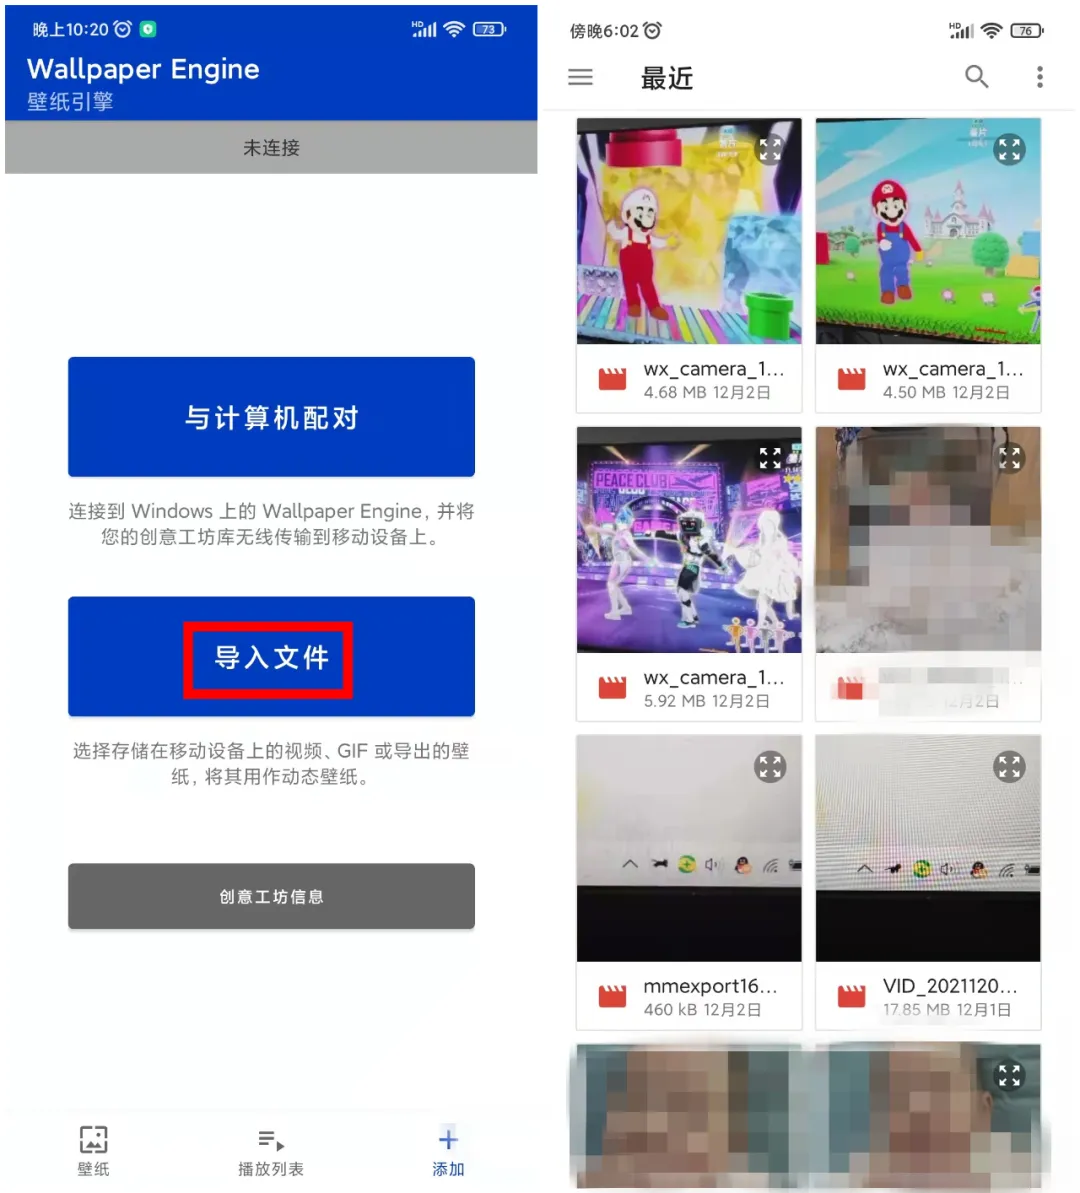 晚上10:20
HD
73
Wallpaper Engine
壁纸引擎
未连接
与计算机配对
连接到 Windows 上的 Wallpaper Engine，并将
您的创意工坊库无线传输到移动设备上。
导入文件
选择存储在移动设备上的视频、GIF 或导出的壁
纸，将其用作动态壁纸。
创意工坊信息
壁纸
播放列表
添加
傍晚6:02
HD
76
最近
wx_camera_1...
4.68 MB 12月2日
wx_camera_1...
4.50 MB 12月2日
PEACE CLUB
wx_camera_1...
5.92 MB 12月2日
12月2日
mmexport16...
460 kB 12月2日
VID_2021120...
17.85 MB 12月1日